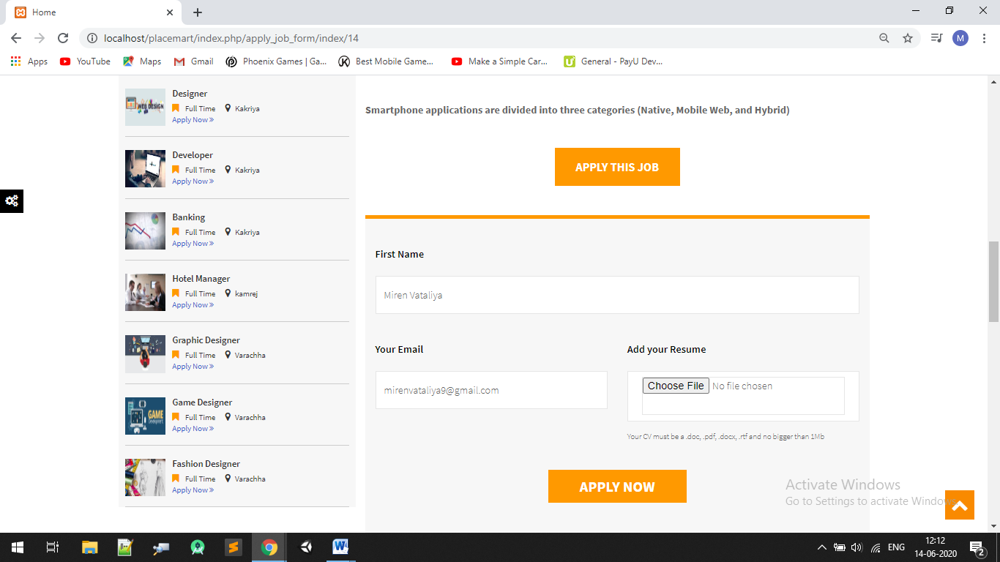 Home
localhost/placemart/index.php/apply_job_form/index/14
M
Apps YouTube Maps Gmail Phoenix Games | Ga... Best Mobile Game... Make a Simple Car... General - PayU Dev...
WEB DESIGN
Designer
Full Time Kakriya
Apply Now »
Developer
Full Time Kakriya
Apply Now »
Banking
Full Time Kakriya
Apply Now »
Hotel Manager
Full Time kamrej
Apply Now »
Graphic Designer
Full Time Varachha
Apply Now »
GAME
Game Designer
Full Time Varachha
Apply Now »
Fashion Designer
Full Time Varachha
Apply Now »
Smartphone applications are divided into three categories (Native, Mobile Web, and Hybrid)
APPLY THIS JOB
First Name
Miren Vataliya
Your Email
mirenvataliya9@gmail.com
Add your Resume
Choose File No file chosen
Your CV must be a .doc, .pdf, .docx, .rtf and no bigger than 1Mb
APPLY NOW
Activate Windows
Go to Settings to activate Windows.
ENG
12:12
14-06-2020
2